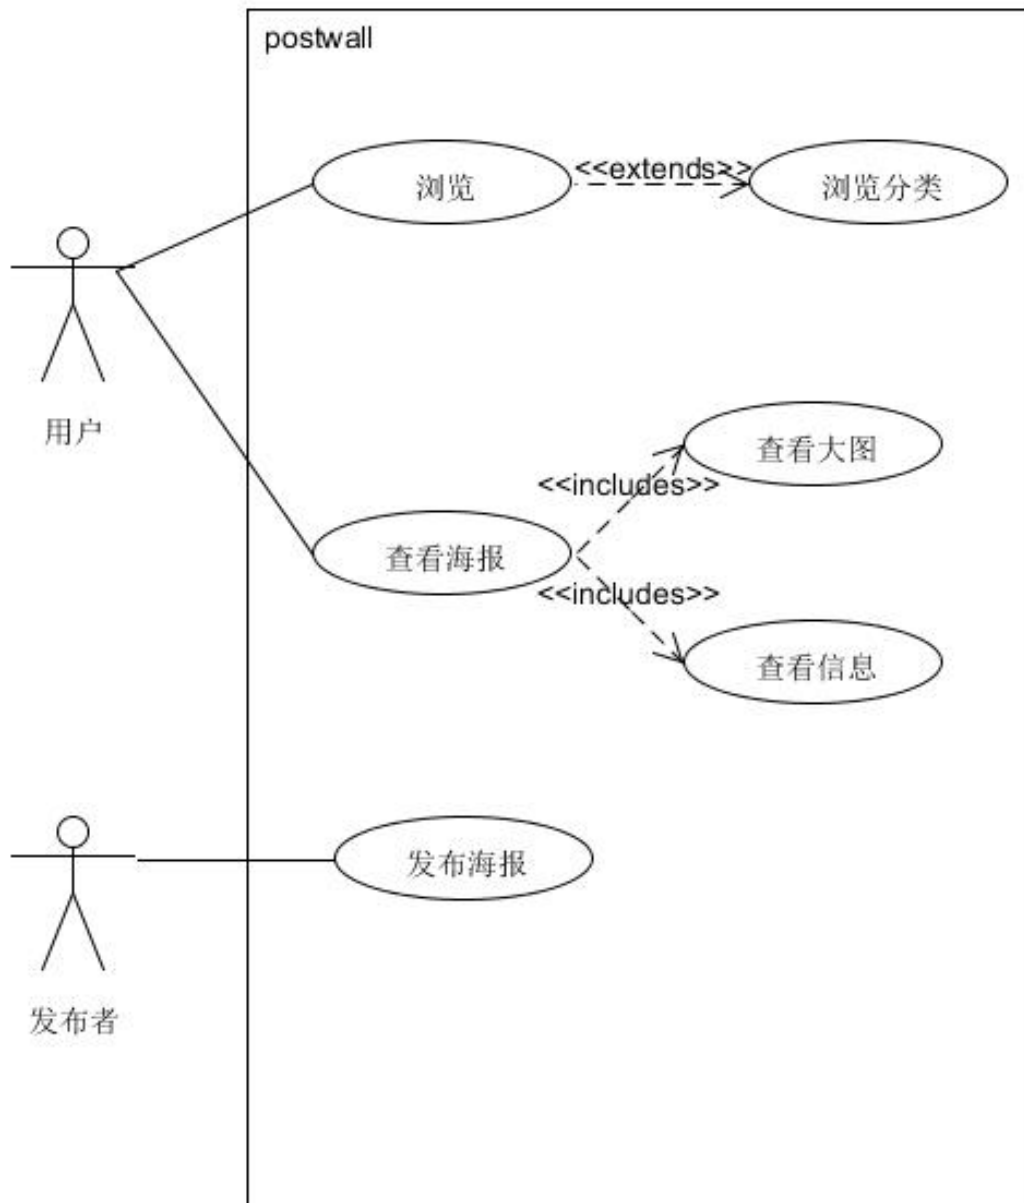 postwall
浏览
<<extends>>
浏览分类
用户
查看大图
<<includes>>
查看海报
<<includes>>
查看信息
发布海报
发布者